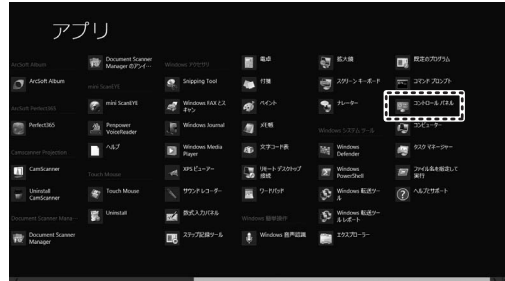 アプリ
ArcSoft Album
ArcSoft Album
ArcSoft Perfect365
Perfect365
Camscanner Projection
CamScanner
Uninstall
CamScanner
Document Scanner Mana…
Document Scanner
Manager
Document Scanner
Manager のアンイ…
mini ScanEYE
mini ScanEYE
Penpower
VoiceReader
ヘルプ
Touch Mouse
Touch Mouse
Uninstall
Windows アクセサリ
Snipping Tool
Windows FAX とス
キャン
Windows Journal
Windows Media
Player
XPS ビューアー
サウンド レコーダー
数式入力パネル
ステップ記録ツール
電卓
付箋
ペイント
メモ帳
文字コード表
リモート デスクトップ
接続
ワードパッド
Windows 簡単操作
Windows 音声認識
拡大鏡
スクリーン キーボード
ナレーター
Windows システム ツール
Windows
Defender
Windows
PowerShell
Windows 転送ツー
ル
Windows 転送ツー
ル レポート
エクスプローラー
既定のプログラム
コマンド プロンプト
コントロール パネル
コンピューター
タスク マネージャー
ファイル名を指定して
実行
ヘルプとサポート